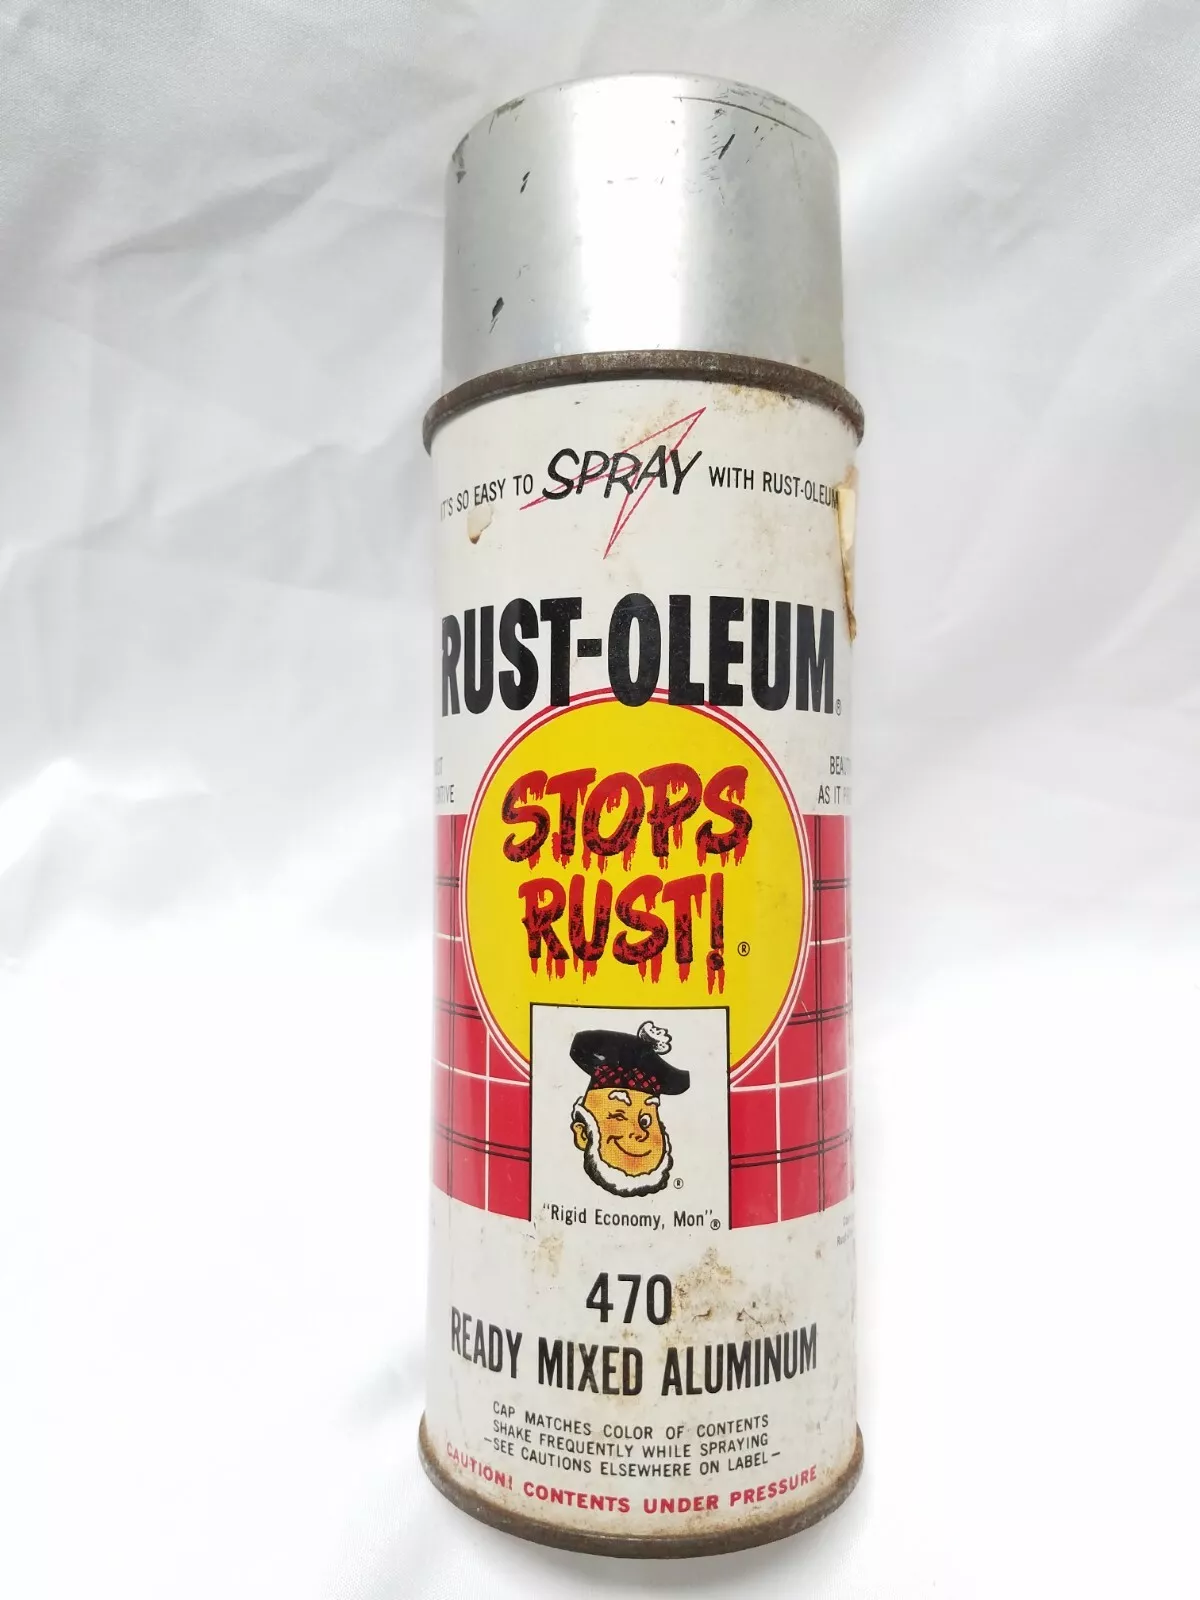 IT'S SO EASY TO SPRAY WITH RUST-OLEUM
RUST-OLEUM®
STOPS
RUST!®
®
"Rigid Economy, Mon"®
470
READY MIXED ALUMINUM
CAP MATCHES COLOR OF CONTENTS
SHAKE FREQUENTLY WHILE SPRAYING
—SEE CAUTIONS ELSEWHERE ON LABEL—
CAUTION! CONTENTS UNDER PRESSURE